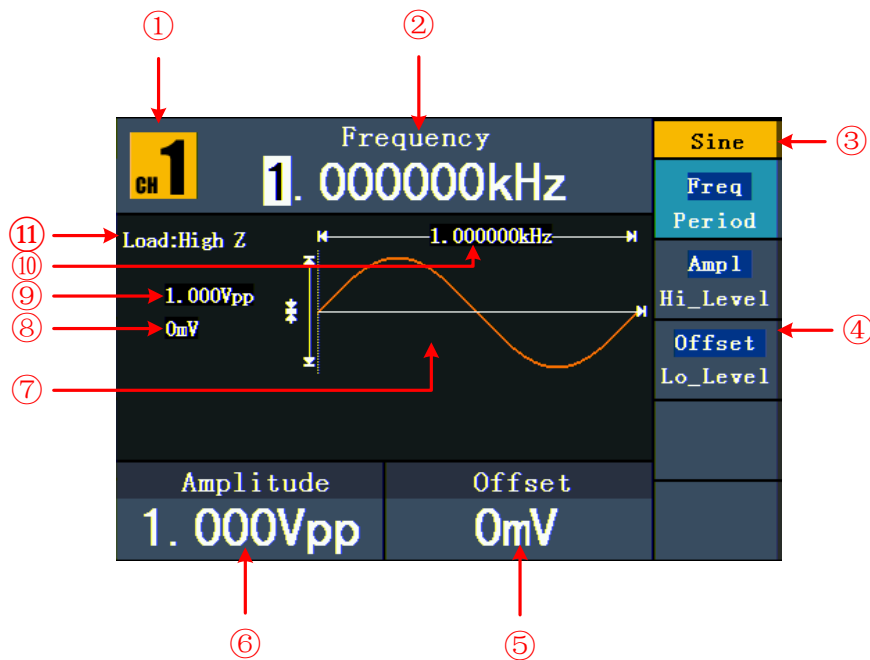 ① ②
Frequency
CH 1
1.000000kHz
Sine ③
Freq
Period
⑪ Load:High Z
1.000000kHz
⑩
Ampl
Hi_Level
⑨ 1.000Vpp
⑧ 0mV
Offset ④
Lo_Level
⑦
Amplitude
Offset
1.000Vpp
0mV
⑥ ⑤